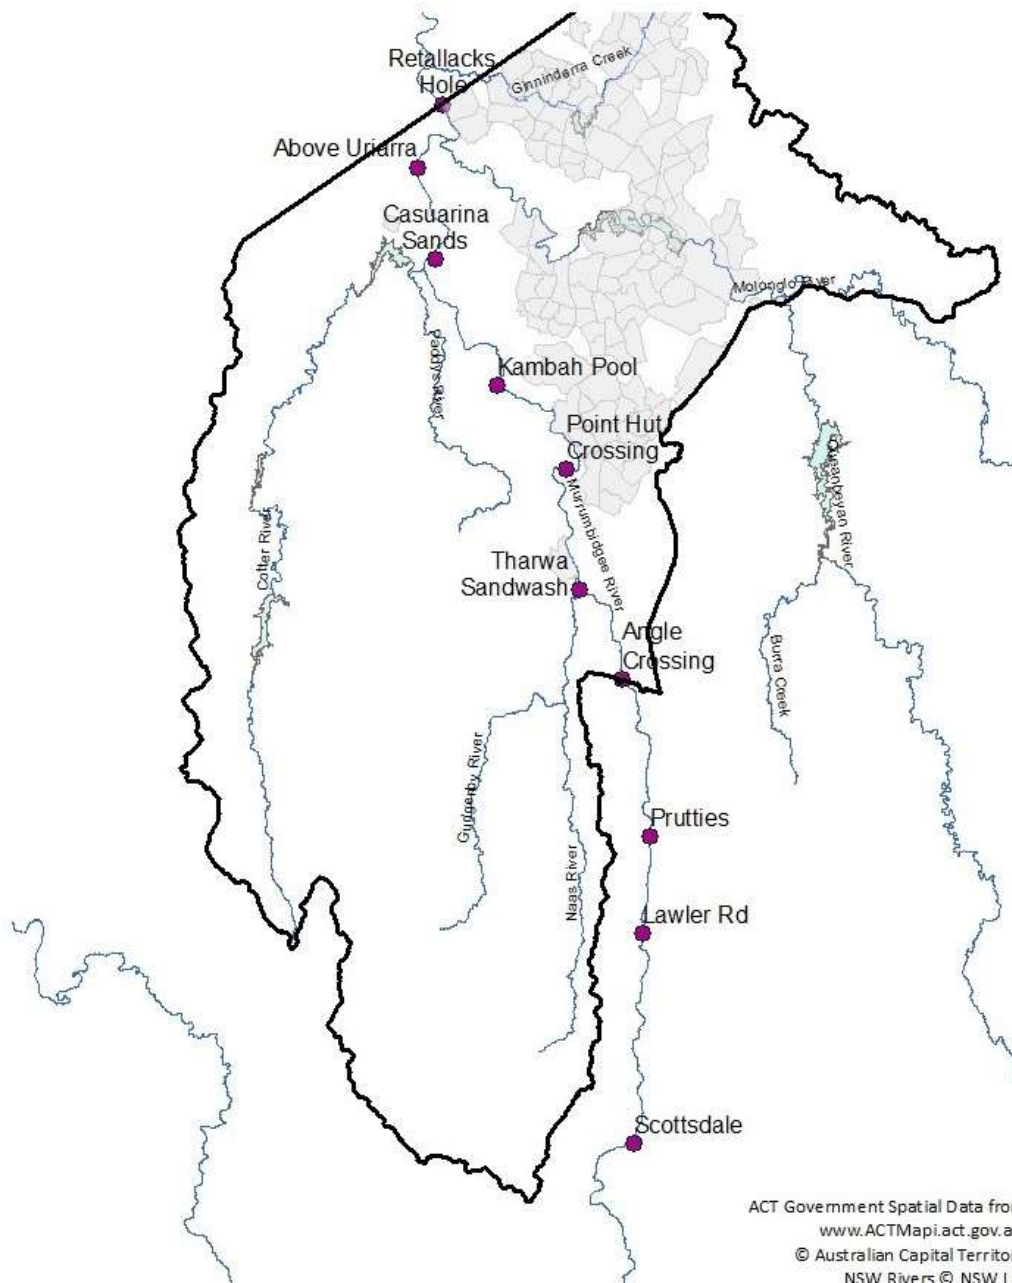 Retallacks
Hole
Ginninderra Creek
Above Uriarra
Casuarina
Sands
Molonglo River
Paddys River
Kambah Pool
Point Hut
Crossing
Murrumbidgee River
Queanbeyan River
Cotter River
Tharwa
Sandwash
Angle
Crossing
Burra Creek
Gudgenby River
Prutties
Naas River
Lawler Rd
Scottsdale
ACT Government Spatial Data fro
www.ACTMapi.act.gov.a
© Australian Capital Territo
NSW Rivers © NSW L